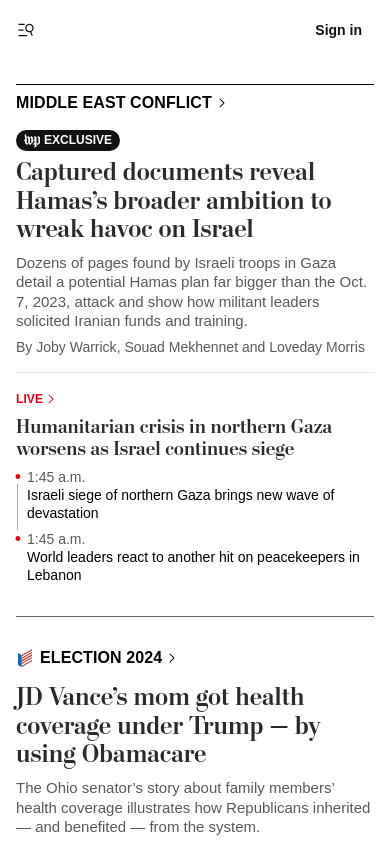 Sign in
MIDDLE EAST CONFLICT
wp EXCLUSIVE
Captured documents reveal
Hamas’s broader ambition to
wreak havoc on Israel
Dozens of pages found by Israeli troops in Gaza
detail a potential Hamas plan far bigger than the Oct.
7, 2023, attack and show how militant leaders
solicited Iranian funds and training.
By Joby Warrick, Souad Mekhennet and Loveday Morris
LIVE
Humanitarian crisis in northern Gaza
worsens as Israel continues siege
1:45 a.m.
Israeli siege of northern Gaza brings new wave of
devastation
1:45 a.m.
World leaders react to another hit on peacekeepers in
Lebanon
ELECTION 2024
JD Vance’s mom got health
coverage under Trump — by
using Obamacare
The Ohio senator’s story about family members’
health coverage illustrates how Republicans inherited
— and benefited — from the system.